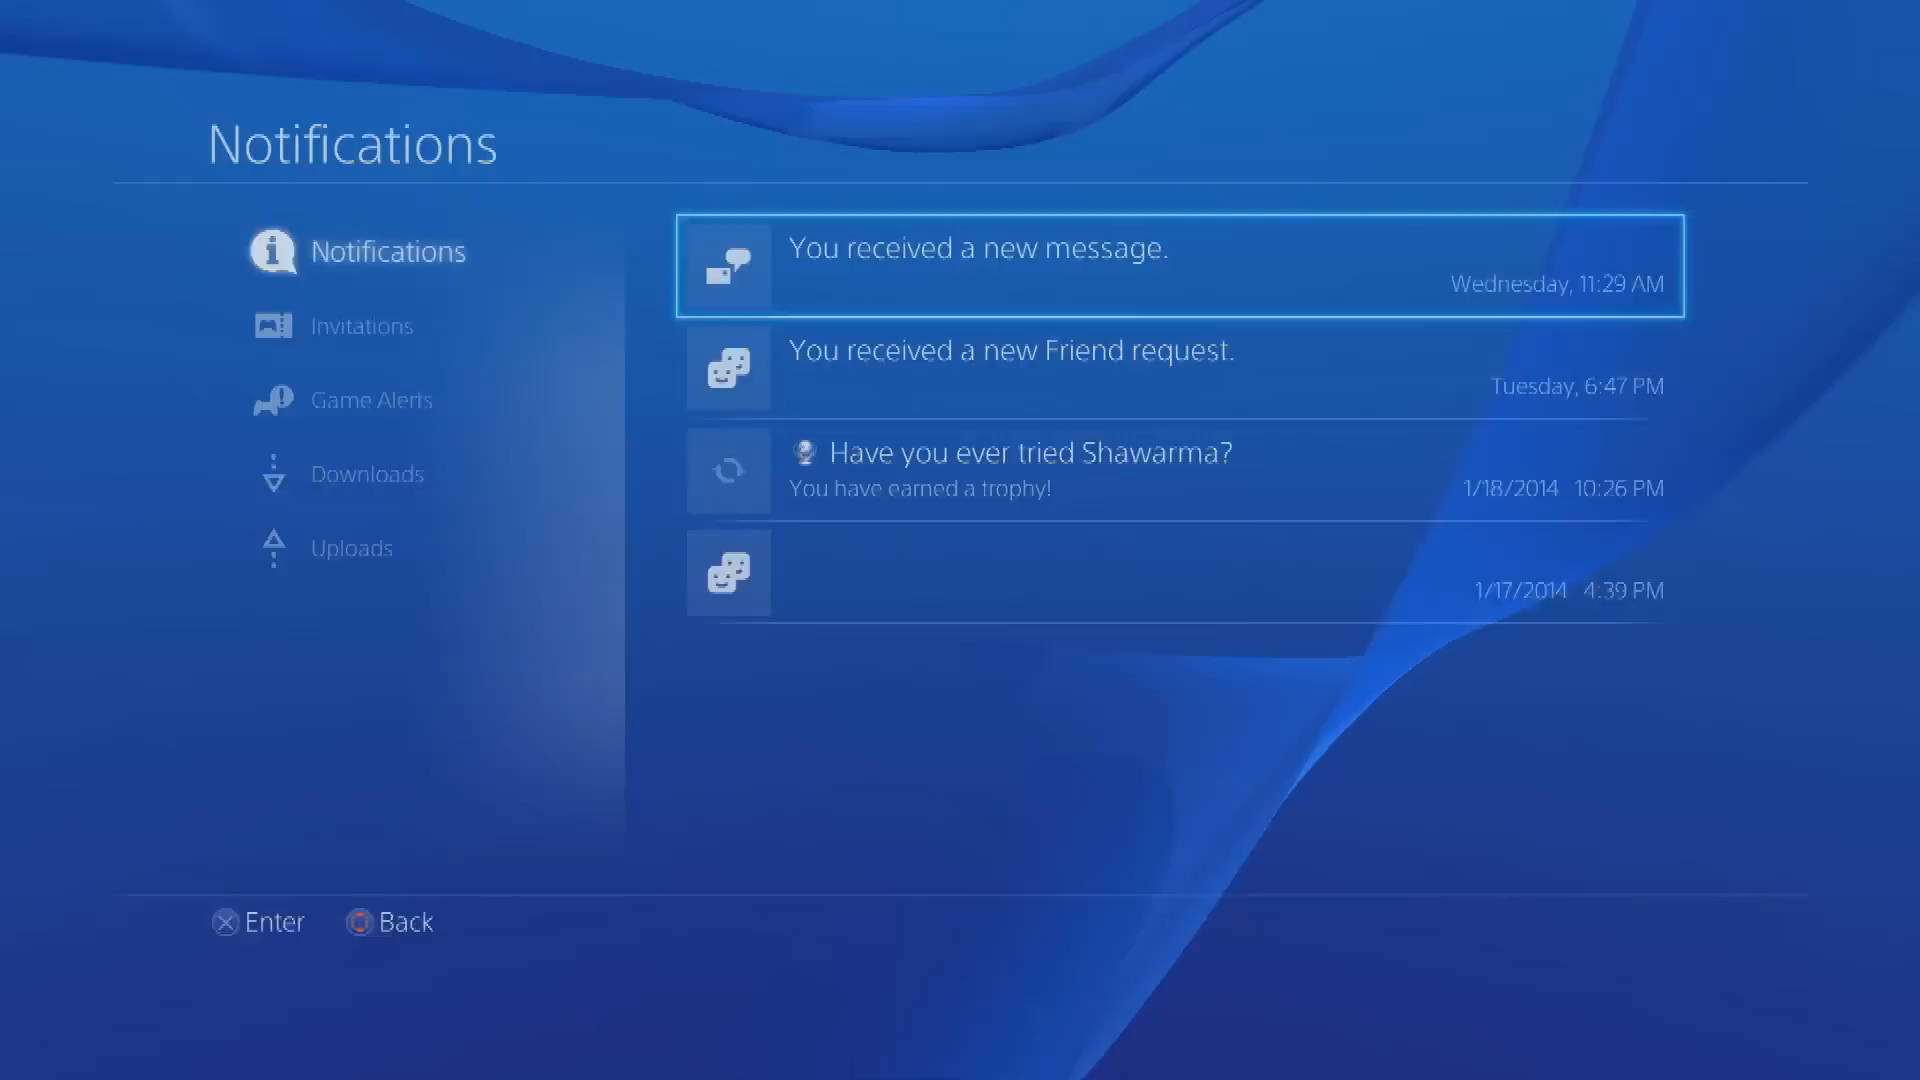 Notifications
Notifications
Invitations
Game Alerts
Downloads
Uploads
You received a new message.
Wednesday, 11:29 AM
You received a new Friend request.
Tuesday, 6:47 PM
Have you ever tried Shawarma?
You have earned a trophy!
1/18/2014 10:26 PM
1/17/2014 4:39 PM
Enter Back